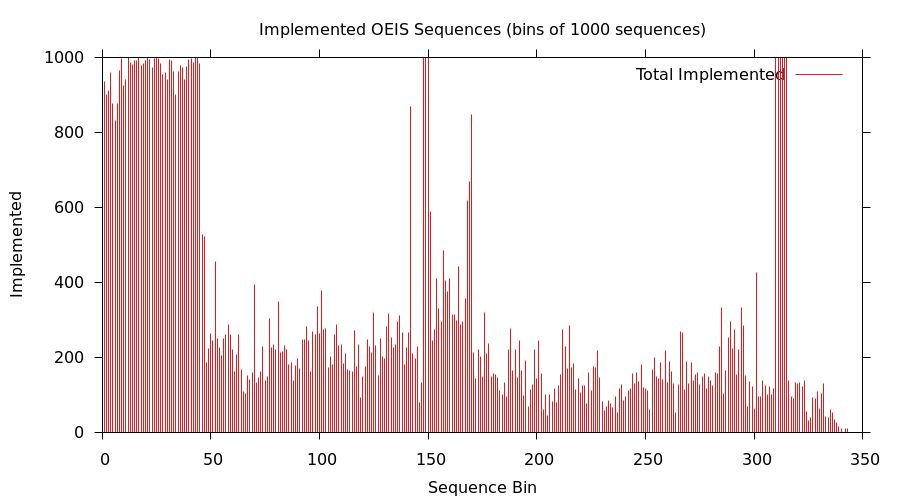 Implemented OEIS Sequences (bins of 1000 sequences)
Total Implemented
1000
800
600
400
200
0
Implemented
0 50 100 150 200 250 300 350
Sequence Bin